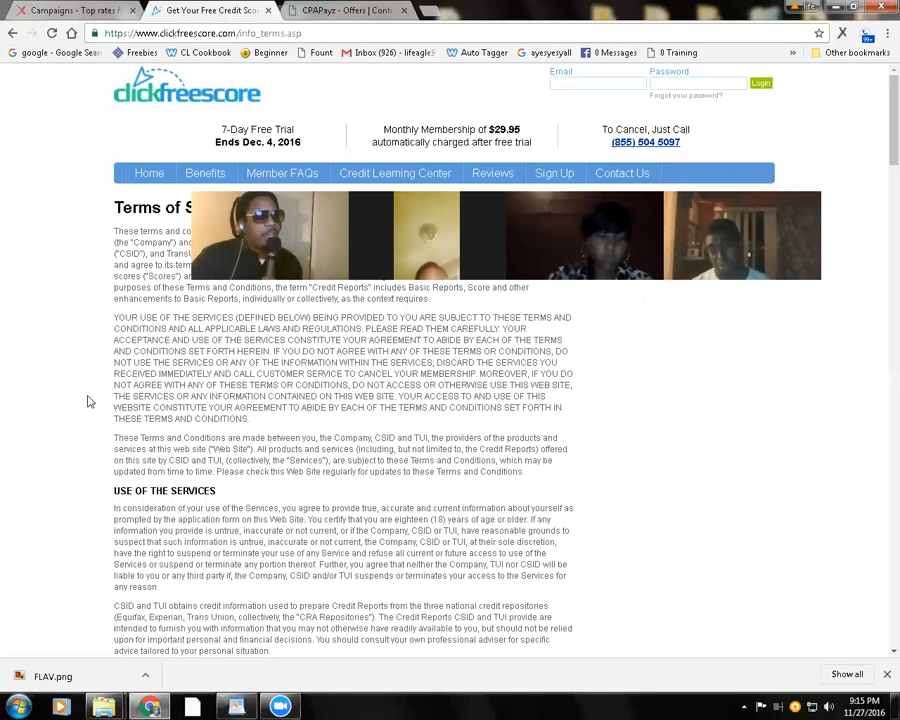 Campaigns - Top rates f
Get Your Free Credit Sco
CPAPayz - Offers | Cont
life
https://www.clickfreescore.com/info_terms.asp
google - Google Sear
Freebies
CL Cookbook
Beginner
Fount
Inbox (926) - lifeagle9
Auto Tagger
ayesyesyall
0 Messages
0 Training
»
Other bookmarks
99+
clickfreescore
Email
Password
Login
Forgot your password?
7-Day Free Trial
Ends Dec. 4, 2016
Monthly Membership of $29.95
automatically charged after free trial
To Cancel, Just Call
(855) 504 5097
Home
Benefits
Member FAQs
Credit Learning Center
Reviews
Sign Up
Contact Us
Terms of S
These terms and co
(the "Company") an
("CSID"), and TransU
and agree to its term
scores ("Scores") a
purposes of these Terms and Conditions, the term "Credit Reports" includes Basic Reports, Score and other
enhancements to Basic Reports, individually or collectively, as the context requires.
YOUR USE OF THE SERVICES (DEFINED BELOW) BEING PROVIDED TO YOU ARE SUBJECT TO THESE TERMS AND
CONDITIONS AND ALL APPLICABLE LAWS AND REGULATIONS. PLEASE READ THEM CAREFULLY. YOUR
ACCEPTANCE AND USE OF THE SERVICES CONSTITUTE YOUR AGREEMENT TO ABIDE BY EACH OF THE TERMS
AND CONDITIONS SET FORTH HEREIN. IF YOU DO NOT AGREE WITH ANY OF THESE TERMS OR CONDITIONS, DO
NOT USE THE SERVICES OR ANY OF THE INFORMATION WITHIN THE SERVICES; DISCARD THE SERVICES YOU
RECEIVED IMMEDIATELY AND CALL CUSTOMER SERVICE TO CANCEL YOUR MEMBERSHIP. MOREOVER, IF YOU DO
NOT AGREE WITH ANY OF THESE TERMS OR CONDITIONS, DO NOT ACCESS OR OTHERWISE USE THIS WEB SITE,
THE SERVICES OR ANY INFORMATION CONTAINED ON THIS WEB SITE. YOUR ACCESS TO AND USE OF THIS
WEBSITE CONSTITUTE YOUR AGREEMENT TO ABIDE BY EACH OF THE TERMS AND CONDITIONS SET FORTH IN
THESE TERMS AND CONDITIONS.
These Terms and Conditions are made between you, the Company, CSID and TUI, the providers of the products and
services at this web site ("Web Site"). All products and services (including, but not limited to, the Credit Reports) offered
on this site by CSID and TUI, (collectively, the "Services"), are subject to these Terms and Conditions, which may be
updated from time to time. Please check this Web Site regularly for updates to these Terms and Conditions.
USE OF THE SERVICES
In consideration of your use of the Services, you agree to provide true, accurate and current information about yourself as
prompted by the application form on this Web Site. You certify that you are eighteen (18) years of age or older. If any
information you provide is untrue, inaccurate or not current, or if the Company, CSID or TUI, have reasonable grounds to
suspect that such information is untrue, inaccurate or not current, the Company, CSID or TUI, at their sole discretion,
have the right to suspend or terminate your use of any Service and refuse all current or future access to use of the
Services or suspend or terminate any portion thereof. Further, you agree that neither the Company, TUI nor CSID will be
liable to you or any third party if, the Company, CSID and/or TUI suspends or terminates your access to the Services for
any reason.
CSID and TUI obtains credit information used to prepare Credit Reports from the three national credit repositories
(Equifax, Experian, Trans Union, collectively, the "CRA Repositories"). The Credit Reports CSID and TUI provide are
intended to furnish you with information that you may not otherwise have readily available to you, but should not be relied
upon for important personal and financial decisions. You should consult your own professional adviser for specific
advice tailored to your personal situation.
FLAV.png
Show all
9:15 PM
11/27/2016